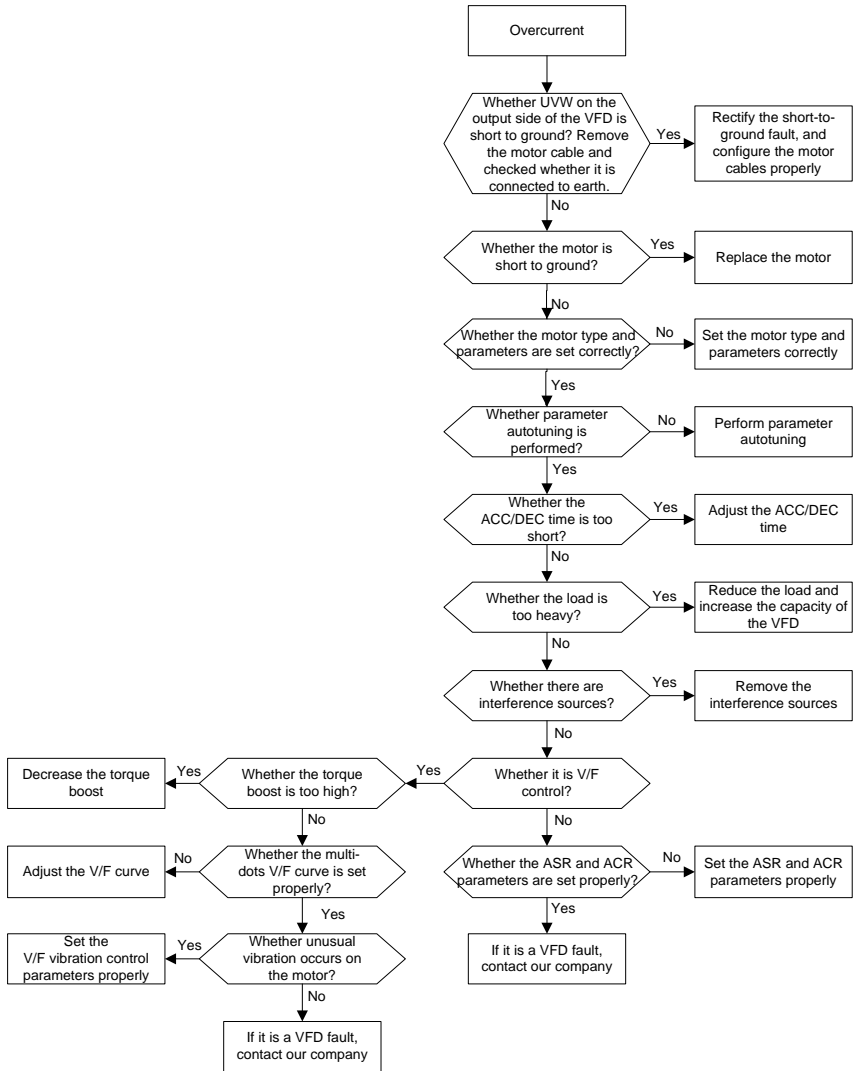 Overcurrent
Whether UVW on the
output side of the VFD is
short to ground? Remove
the motor cable and
checked whether it is
connected to earth.
Yes
Rectify the short-to-
ground fault, and
configure the motor
cables properly
No
Whether the motor is
short to ground?
Yes
Replace the motor
No
Whether the motor type and
parameters are set correctly?
No
Set the motor type and
parameters correctly
Yes
Whether parameter
autotuning is
performed?
No
Perform parameter
autotuning
Yes
Whether the
ACC/DEC time is too
short?
Yes
Adjust the ACC/DEC
time
No
Whether the load is
too heavy?
Yes
Reduce the load and
increase the capacity of
the VFD
No
Whether there are
interference sources?
Yes
Remove the
interference sources
No
Decrease the torque
boost
Yes
Whether the torque
boost is too high?
Yes
Whether it is V/F
control?
No
No
Adjust the V/F curve
No
Whether the multi-
dots V/F curve is set
properly?
Whether the ASR and ACR
parameters are set properly?
No
Set the ASR and ACR
parameters properly
Yes
Yes
Set the
V/F vibration control
parameters properly
Yes
Whether unusual
vibration occurs on
the motor?
If it is a VFD fault,
contact our company
No
If it is a VFD fault,
contact our company